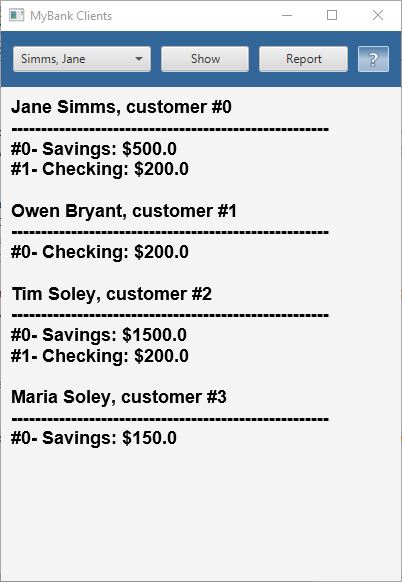 MyBank Clients
Simms, Jane Show Report ?
Jane Simms, customer #0
-----------------------------------------------------
#0- Savings: $500.0
#1- Checking: $200.0
Owen Bryant, customer #1
-----------------------------------------------------
#0- Checking: $200.0
Tim Soley, customer #2
-----------------------------------------------------
#0- Savings: $1500.0
#1- Checking: $200.0
Maria Soley, customer #3
-----------------------------------------------------
#0- Savings: $150.0